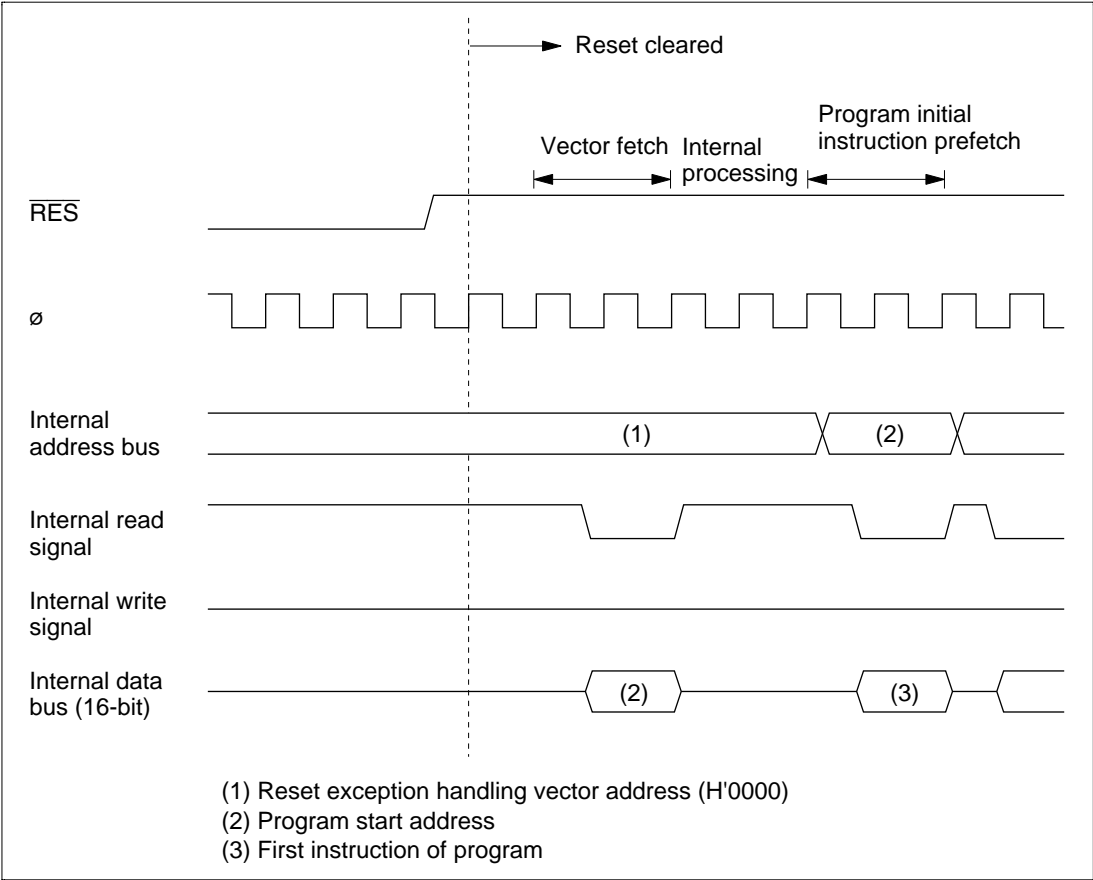 Reset cleared
Program initial
instruction prefetch
Vector fetch
Internal
processing
RES
ø
Internal
address bus
(1)
(2)
Internal read
signal
Internal write
signal
Internal data
bus (16-bit)
(2)
(3)
(1) Reset exception handling vector address (H'0000)
(2) Program start address
(3) First instruction of program